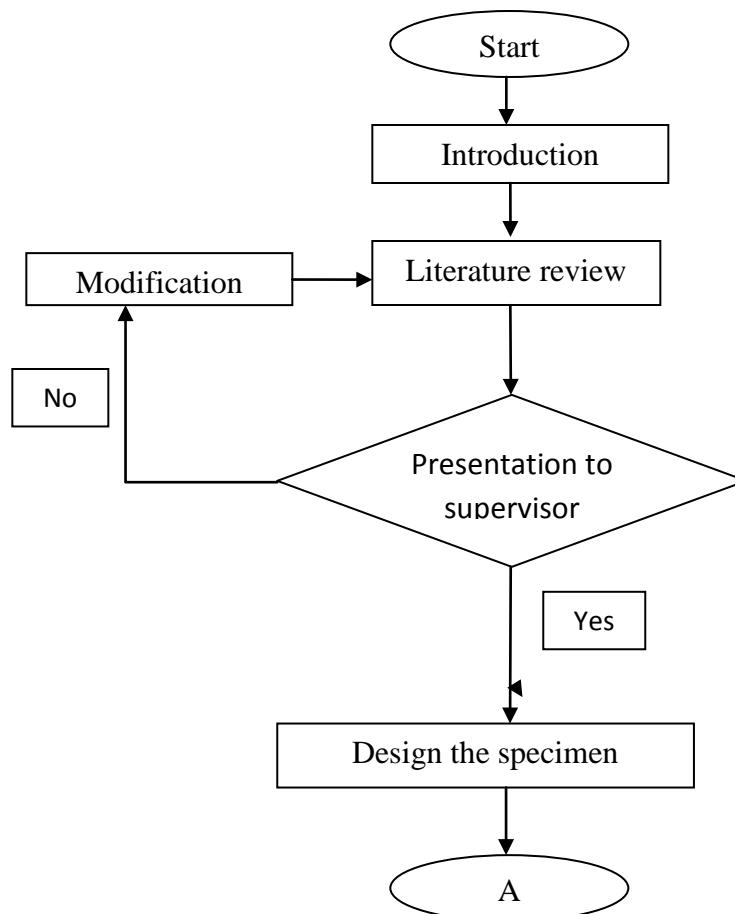 Start
Introduction
Literature review
Modification
No
Presentation to
supervisor
Yes
Design the specimen
A